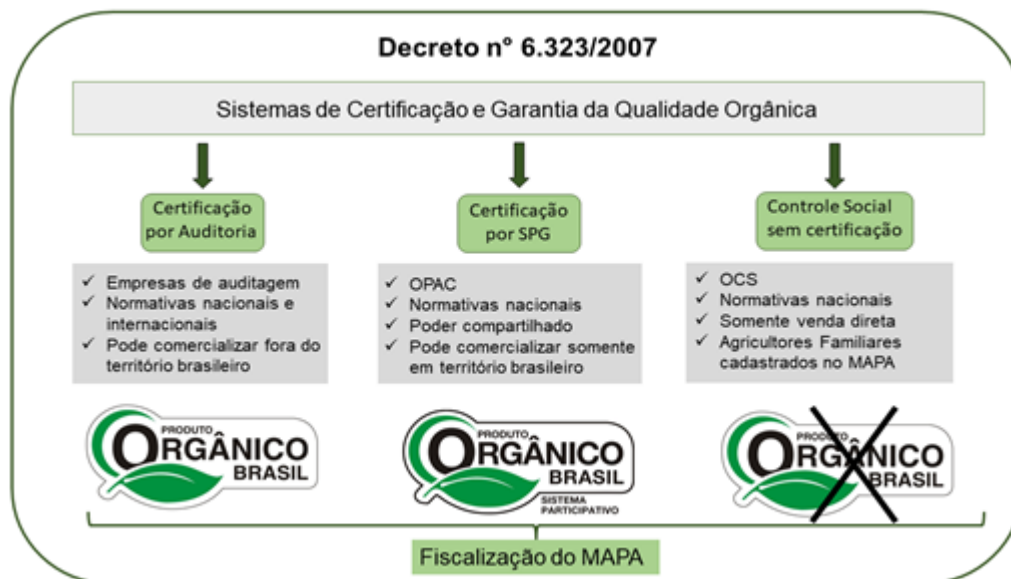 Decreto n° 6.323/2007
Sistemas de Certificação e Garantia da Qualidade Orgânica
Certificação
por Auditoria
✓ Empresas de auditagem
✓ Normativas nacionais e
internacionais
✓ Pode comercializar fora do
território brasileiro
PRODUTO
ORGÂNICO
BRASIL
Certificação
por SPG
✓ OPAC
✓ Normativas nacionais
✓ Poder compartilhado
✓ Pode comercializar somente
em território brasileiro
PRODUTO
ORGÂNICO
BRASIL
SISTEMA
PARTICIPATIVO
Controle Social
sem certificação
✓ OCS
✓ Normativas nacionais
✓ Somente venda direta
✓ Agricultores Familiares
cadastrados no MAPA
PRODUTO
ORGÂNICO
BRASIL
Fiscalização do MAPA